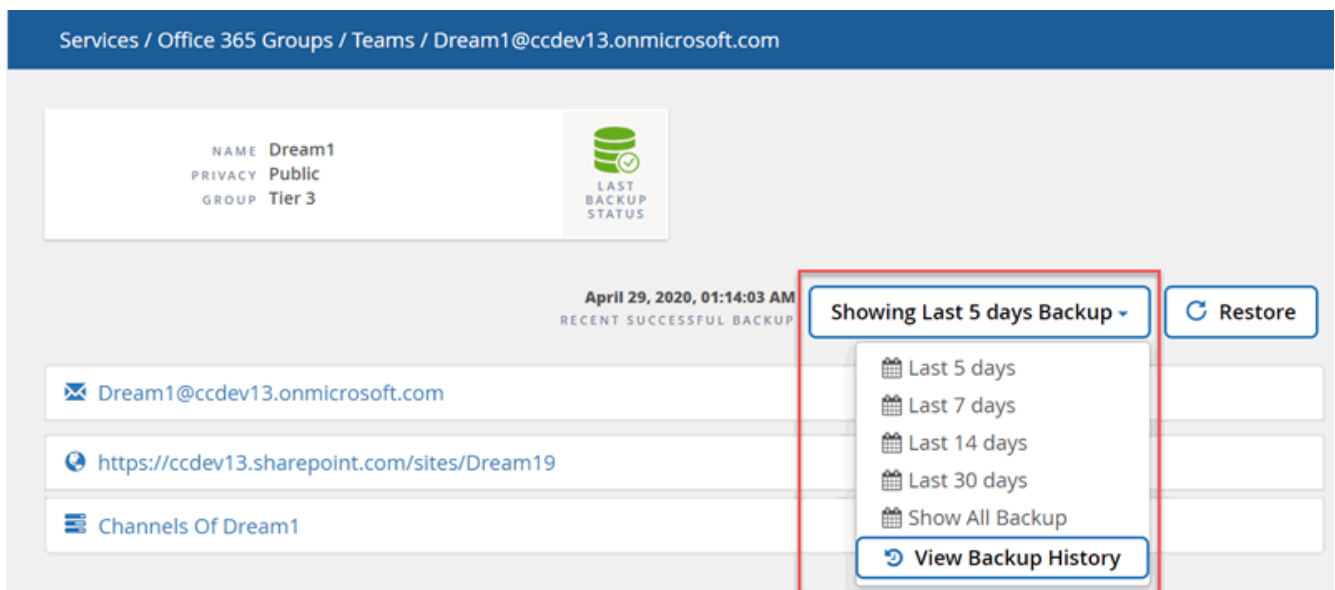 Services / Office 365 Groups / Teams / Dream1@ccdev13.onmicrosoft.com
NAME Dream1
PRIVACY Public
GROUP Tier 3
LAST
BACKUP
STATUS
April 29, 2020, 01:14:03 AM
RECENT SUCCESSFUL BACKUP
Showing Last 5 days Backup
Restore
Last 5 days
Last 7 days
Last 14 days
Last 30 days
Show All Backup
View Backup History
Dream1@ccdev13.onmicrosoft.com
https://ccdev13.sharepoint.com/sites/Dream19
Channels Of Dream1